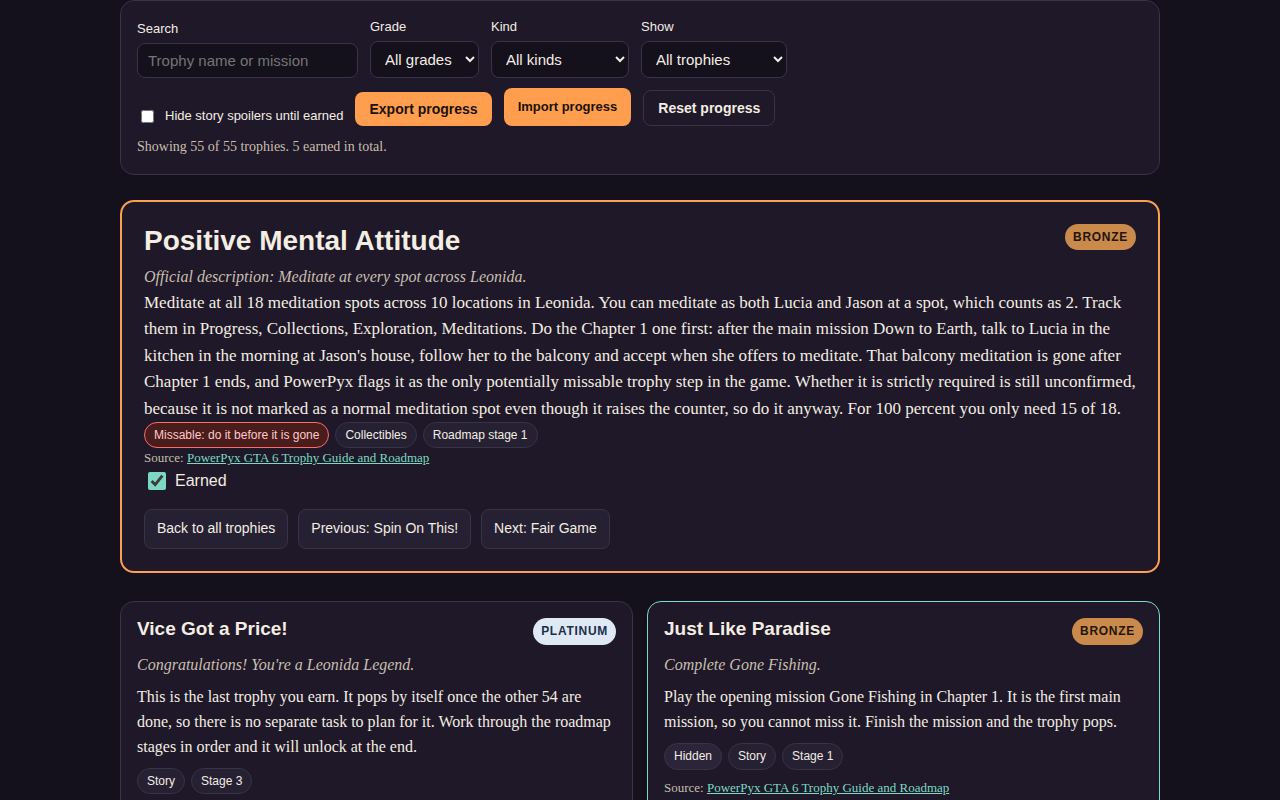 Search
Grade
Kind
Show
Trophy name or mission
All grades
All kinds
All trophies
Hide story spoilers until earned
Export progress
Import progress
Reset progress
Showing 55 of 55 trophies. 5 earned in total.
Positive Mental Attitude
BRONZE
Official description: Meditate at every spot across Leonida.
Meditate at all 18 meditation spots across 10 locations in Leonida. You can meditate as both Lucia and Jason at a spot, which counts as 2. Track
them in Progress, Collections, Exploration, Meditations. Do the Chapter 1 one first: after the main mission Down to Earth, talk to Lucia in the
kitchen in the morning at Jason's house, follow her to the balcony and accept when she offers to meditate. That balcony meditation is gone after
Chapter 1 ends, and PowerPyx flags it as the only potentially missable trophy step in the game. Whether it is strictly required is still unconfirmed,
because it is not marked as a normal meditation spot even though it raises the counter, so do it anyway. For 100 percent you only need 15 of 18.
Missable: do it before it is gone
Collectibles
Roadmap stage 1
Source: PowerPyx GTA 6 Trophy Guide and Roadmap
Earned
Back to all trophies
Previous: Spin On This!
Next: Fair Game
Vice Got a Price!
PLATINUM
Congratulations! You're a Leonida Legend.
This is the last trophy you earn. It pops by itself once the other 54 are
done, so there is no separate task to plan for it. Work through the roadmap
stages in order and it will unlock at the end.
Story
Stage 3
Just Like Paradise
BRONZE
Complete Gone Fishing.
Play the opening mission Gone Fishing in Chapter 1. It is the first main
mission, so you cannot miss it. Finish the mission and the trophy pops.
Hidden
Story
Stage 1
Source: PowerPyx GTA 6 Trophy Guide and Roadmap